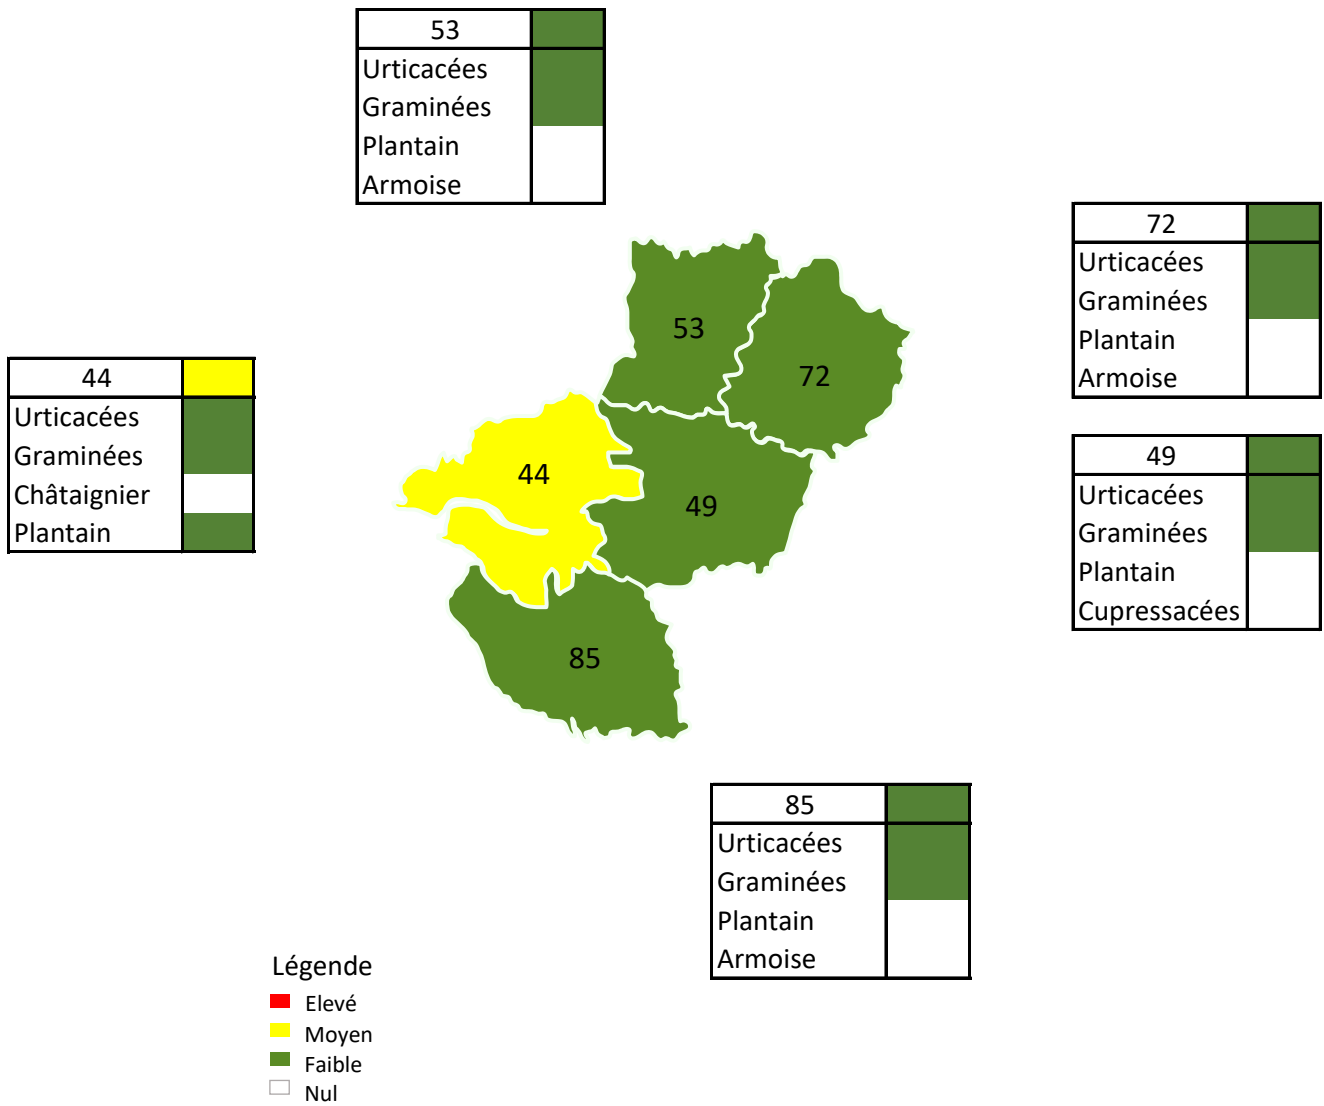 53
Urticacées
Graminées
Plantain
Armoise
72
Urticacées
Graminées
Plantain
Armoise
53
72
44
Urticacées
Graminées
Châtaignier
Plantain
44
49
49
Urticacées
Graminées
Plantain
Cupressacées
85
85
Urticacées
Graminées
Plantain
Armoise
Légende
Elevé
Moyen
Faible
Nul